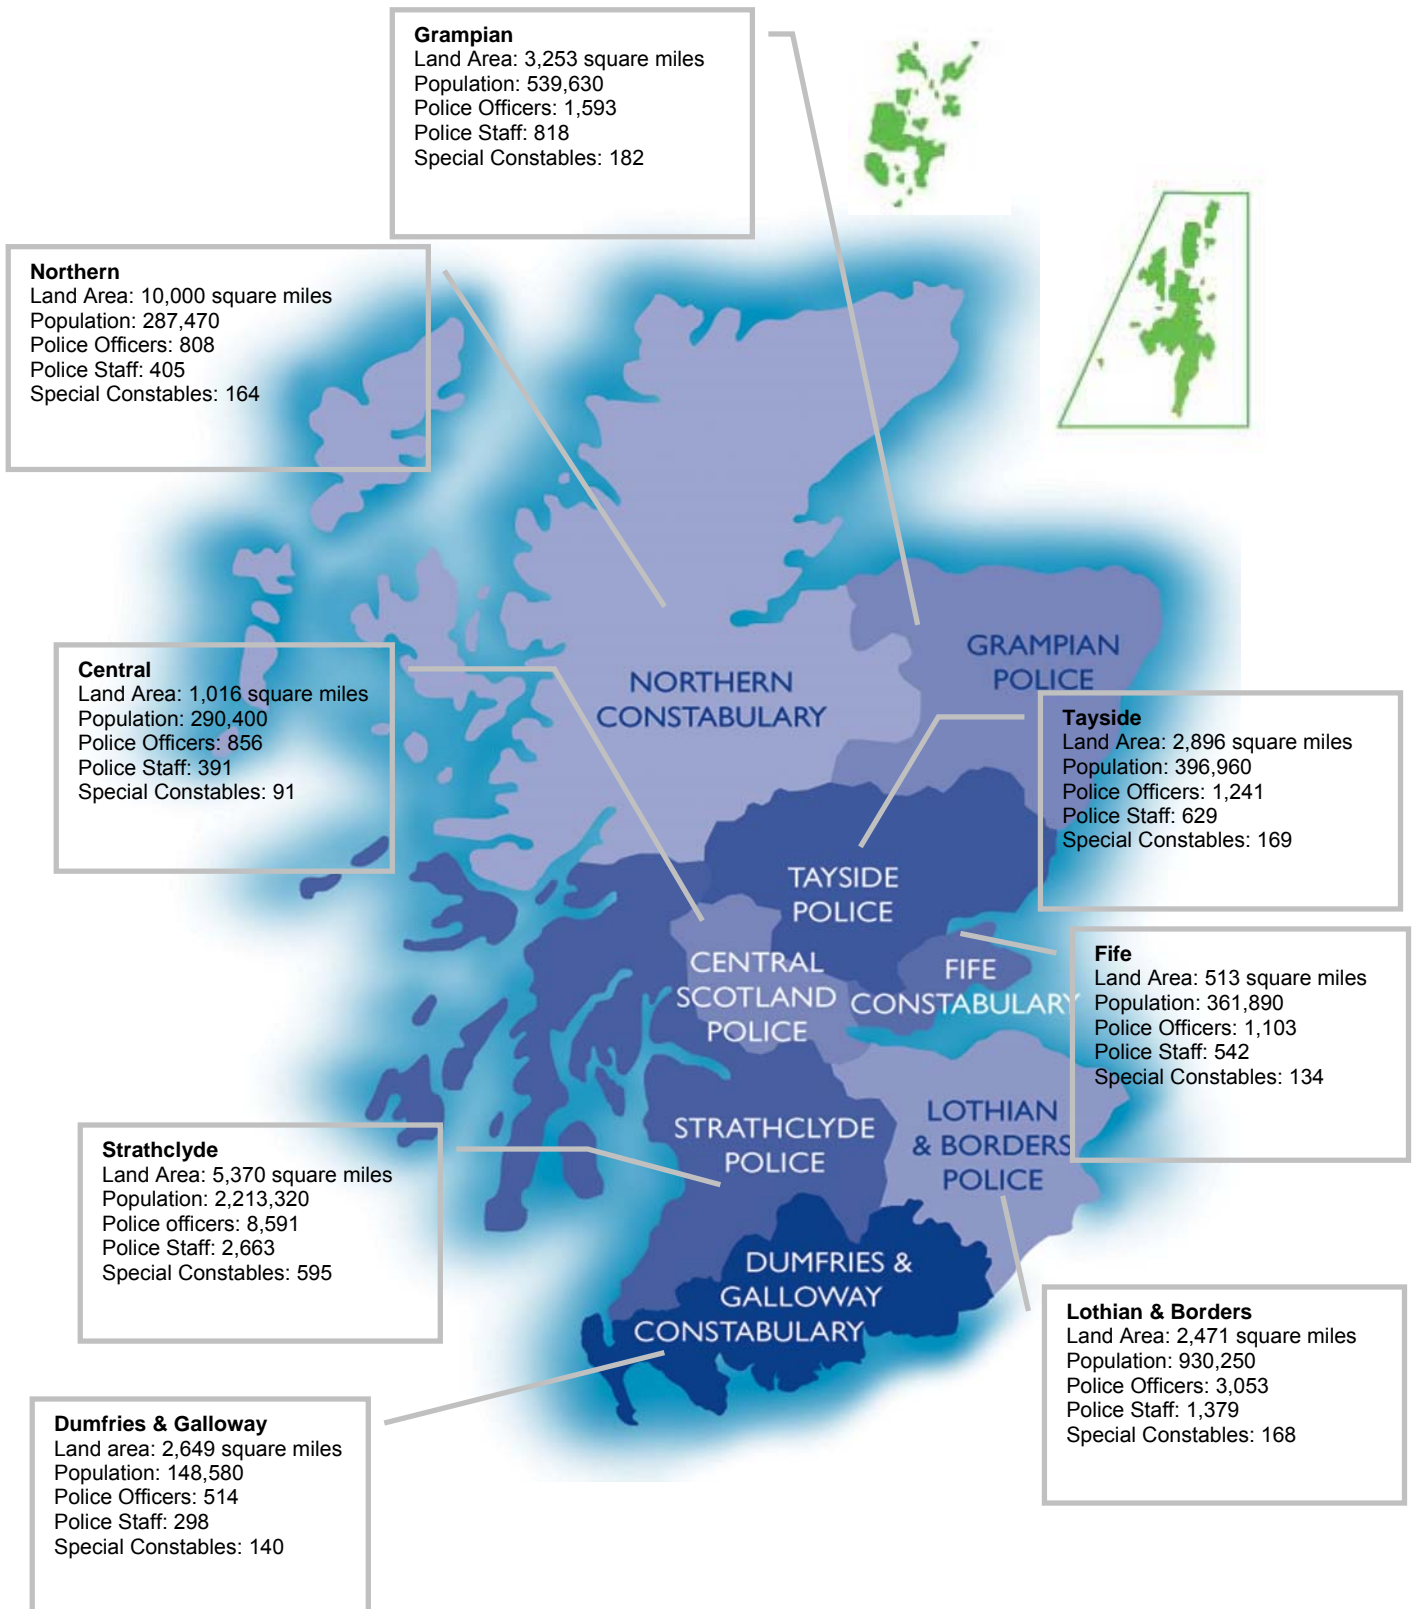 Grampian
Land Area: 3,253 square miles
Population: 539,630
Police Officers: 1,593
Police Staff: 818
Special Constables: 182
Northern
Land Area: 10,000 square miles
Population: 287,470
Police Officers: 808
Police Staff: 405
Special Constables: 164
GRAMPIAN
POLICE
NORTHERN
CONSTABULARY
Central
Land Area: 1,016 square miles
Population: 290,400
Police Officers: 856
Police Staff: 391
Special Constables: 91
Tayside
Land Area: 2,896 square miles
Population: 396,960
Police Officers: 1,241
Police Staff: 629
Special Constables: 169
TAYSIDE
POLICE
CENTRAL
SCOTLAND
POLICE
FIFE
CONSTABULARY
Fife
Land Area: 513 square miles
Population: 361,890
Police Officers: 1,103
Police Staff: 542
Special Constables: 134
STRATHCLYDE
POLICE
LOTHIAN
& BORDERS
POLICE
Strathclyde
Land Area: 5,370 square miles
Population: 2,213,320
Police officers: 8,591
Police Staff: 2,663
Special Constables: 595
DUMFRIES &
GALLOWAY
CONSTABULARY
Lothian & Borders
Land Area: 2,471 square miles
Population: 930,250
Police Officers: 3,053
Police Staff: 1,379
Special Constables: 168
Dumfries & Galloway
Land area: 2,649 square miles
Population: 148,580
Police Officers: 514
Police Staff: 298
Special Constables: 140